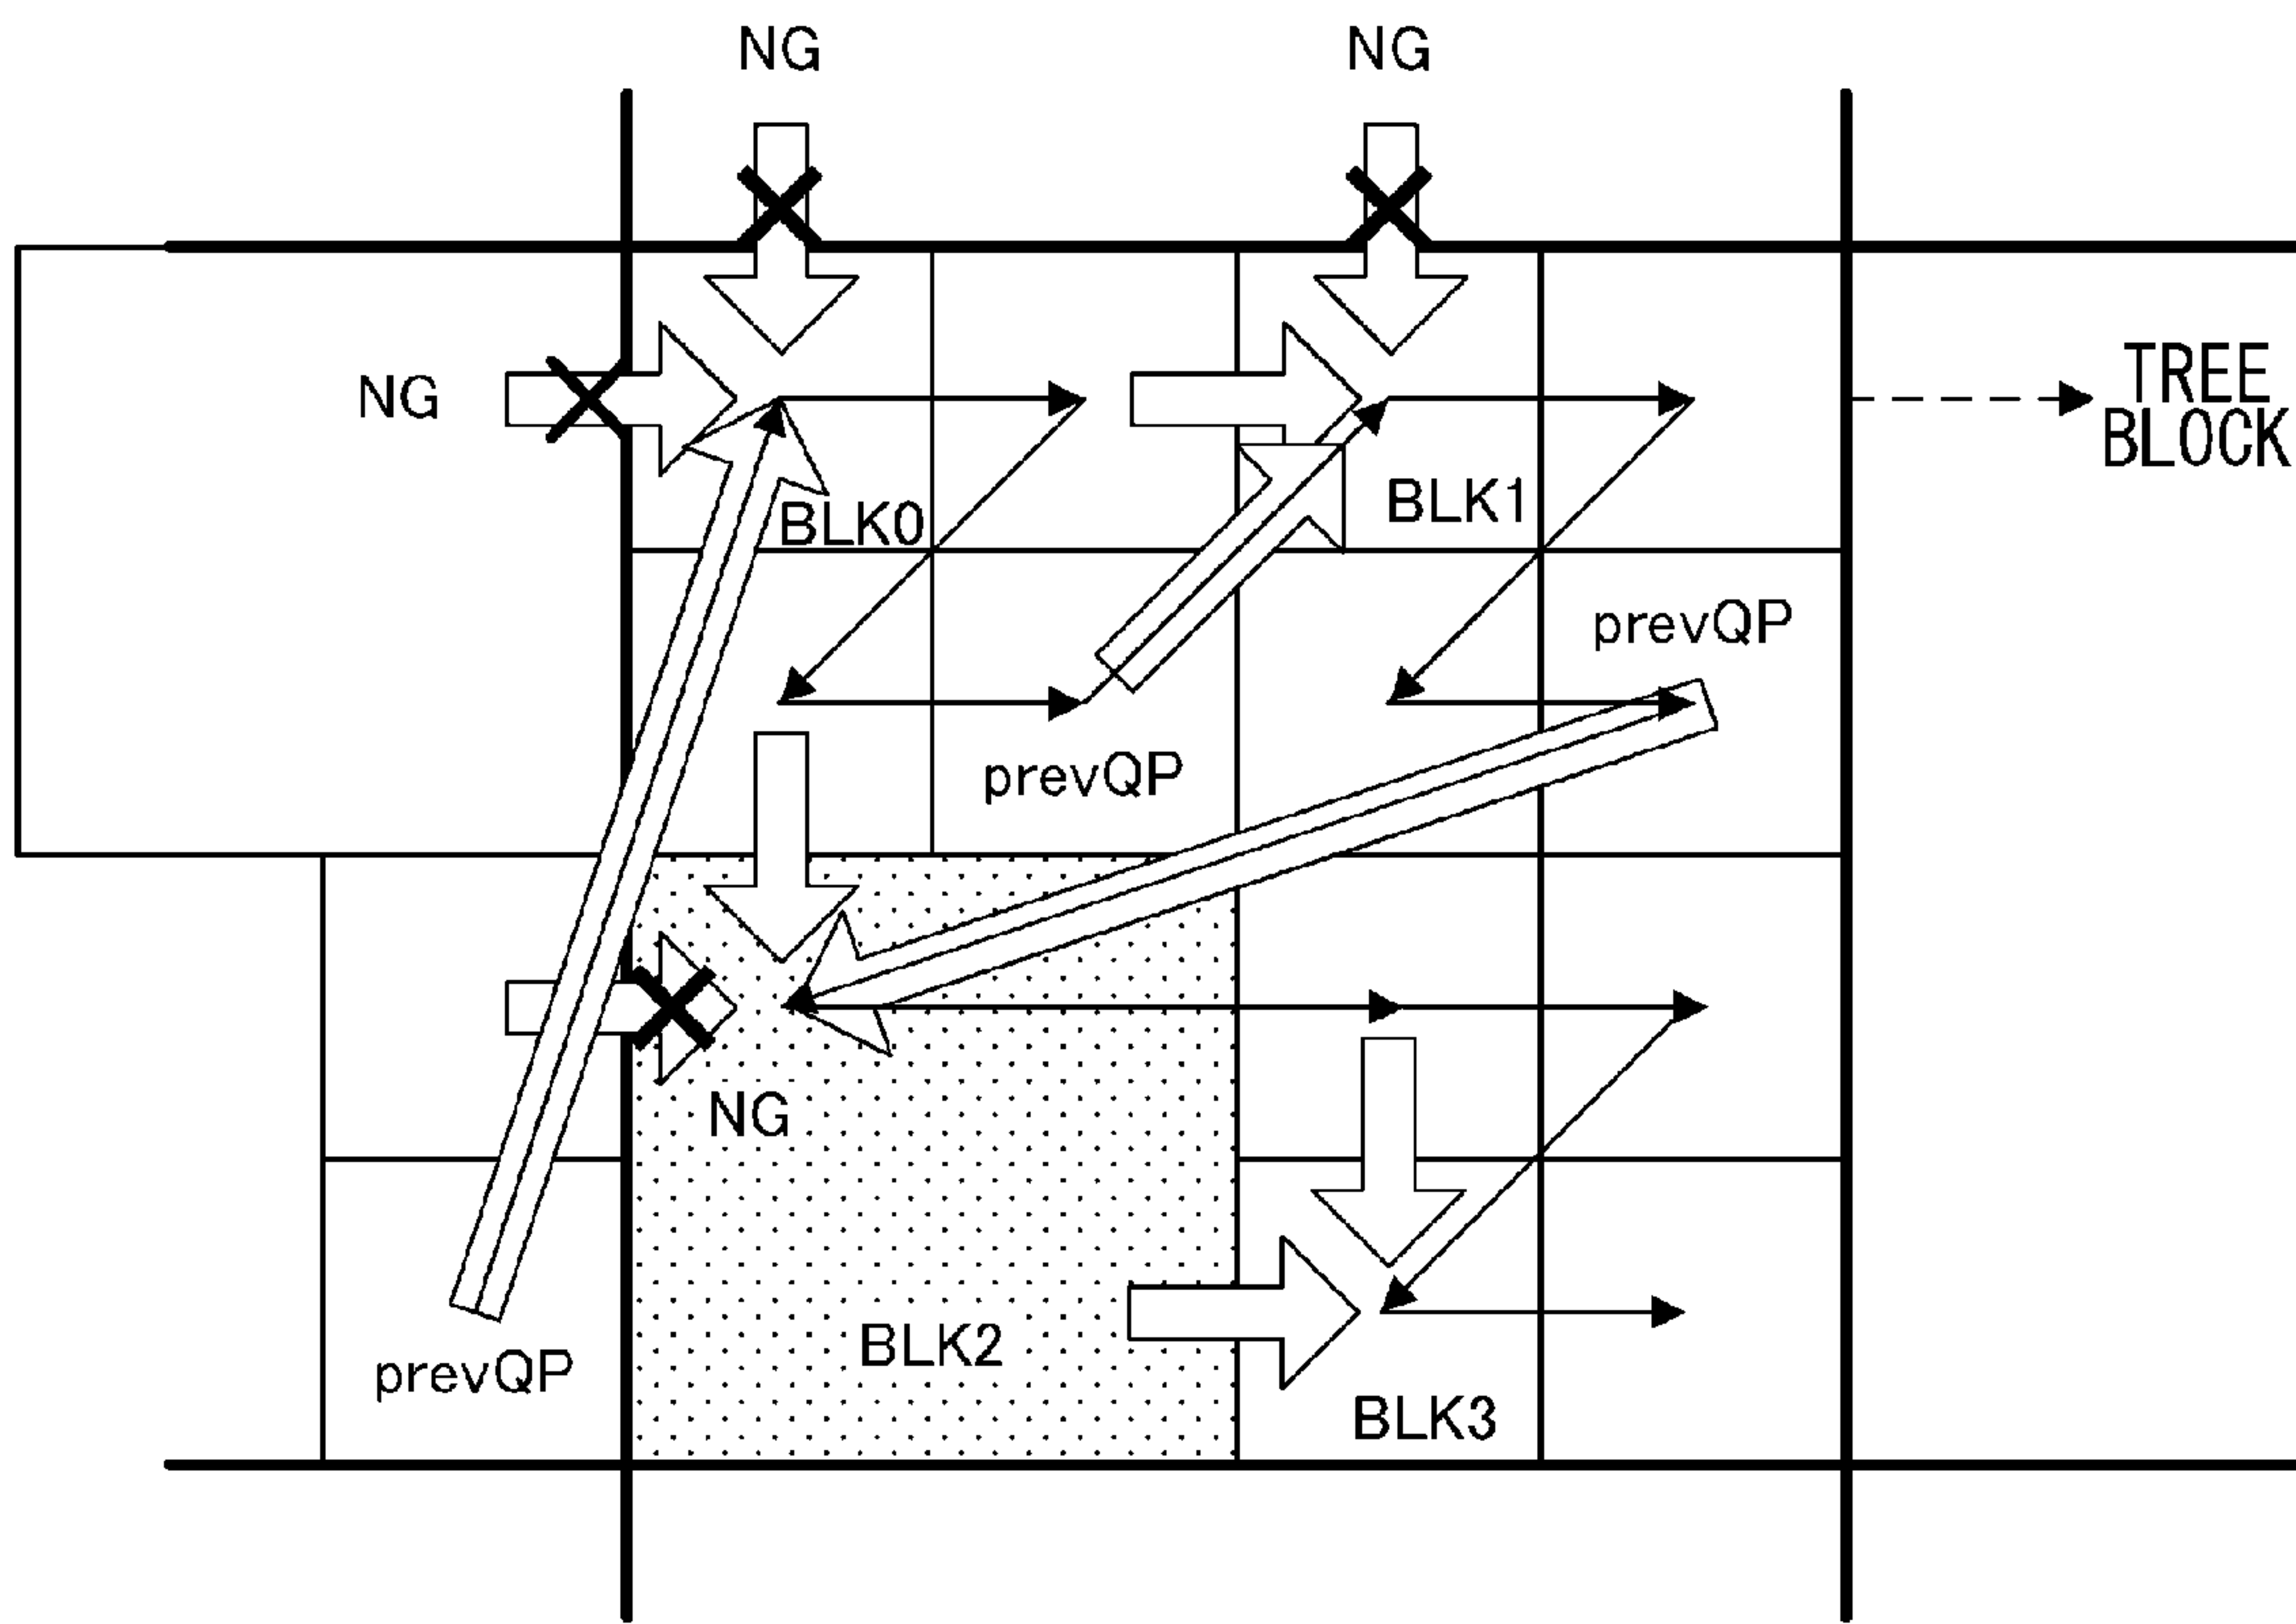 NG
NG
NG
TREE
BLOCK
BLK0
BLK1
prevQP
prevQP
NG
BLK2
prevQP
BLK3